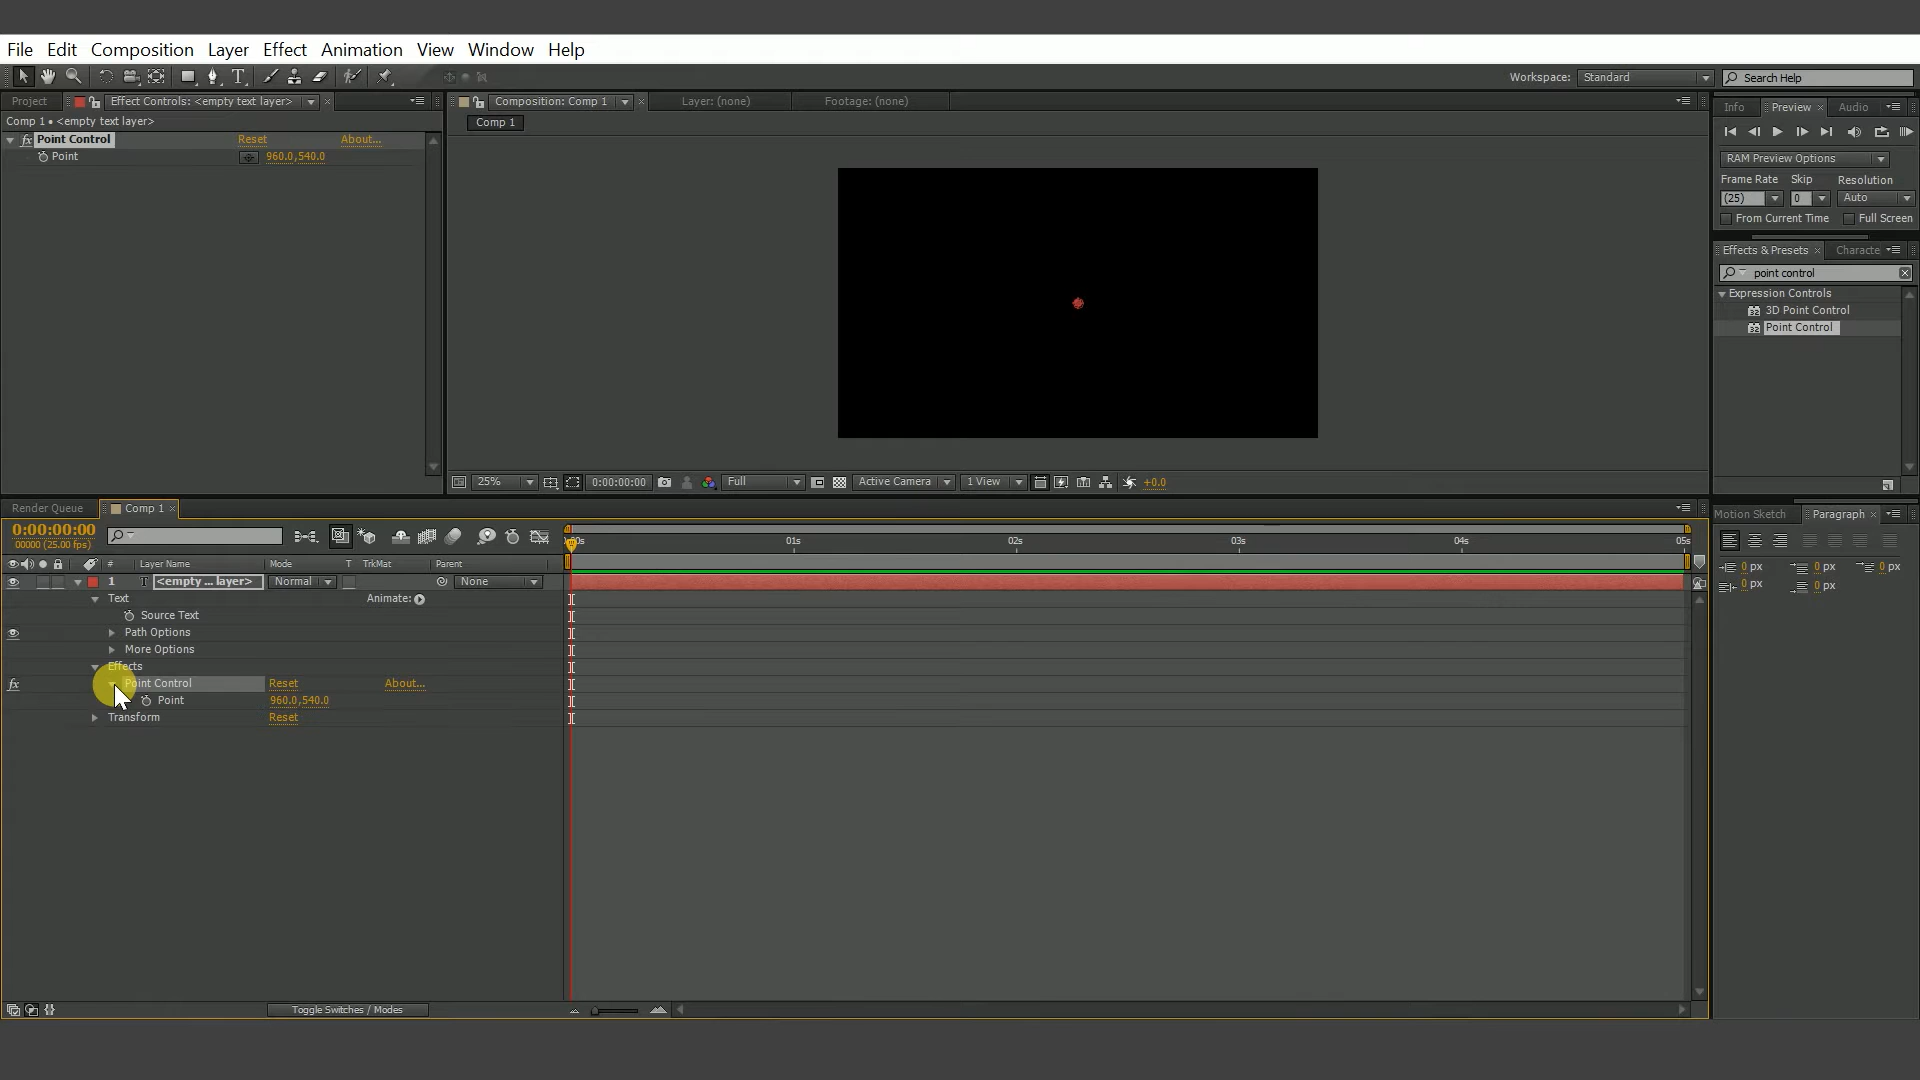 File Edit Composition Layer Effect Animation View Window Help
Workspace: Standard Search Help
Project Effect Controls: <empty text layer>
Comp 1 • <empty text layer>
fx Point Control Reset About...
Point 960.0,540.0
Composition: Comp 1 Layer: (none) Footage: (none)
Comp 1
25% 0:00:00:00 Full Active Camera 1 View +0.0
Info Preview Audio
RAM Preview Options
Frame Rate Skip Resolution
(25) 0 Auto
From Current Time Full Screen
Effects & Presets Characte
point control
Expression Controls
32 3D Point Control
32 Point Control
Render Queue Comp 1
0:00:00:00
00000 (25.00 fps)
# Layer Name Mode T TrkMat Parent
1 T <empty ... layer> Normal None
Text Animate:
Source Text
Path Options
More Options
Effects
fx Point Control Reset About...
Point 960.0,540.0
Transform Reset
00s 01s 02s 03s 04s 05s
Toggle Switches / Modes
Motion Sketch Paragraph
0 px 0 px 0 px
0 px 0 px